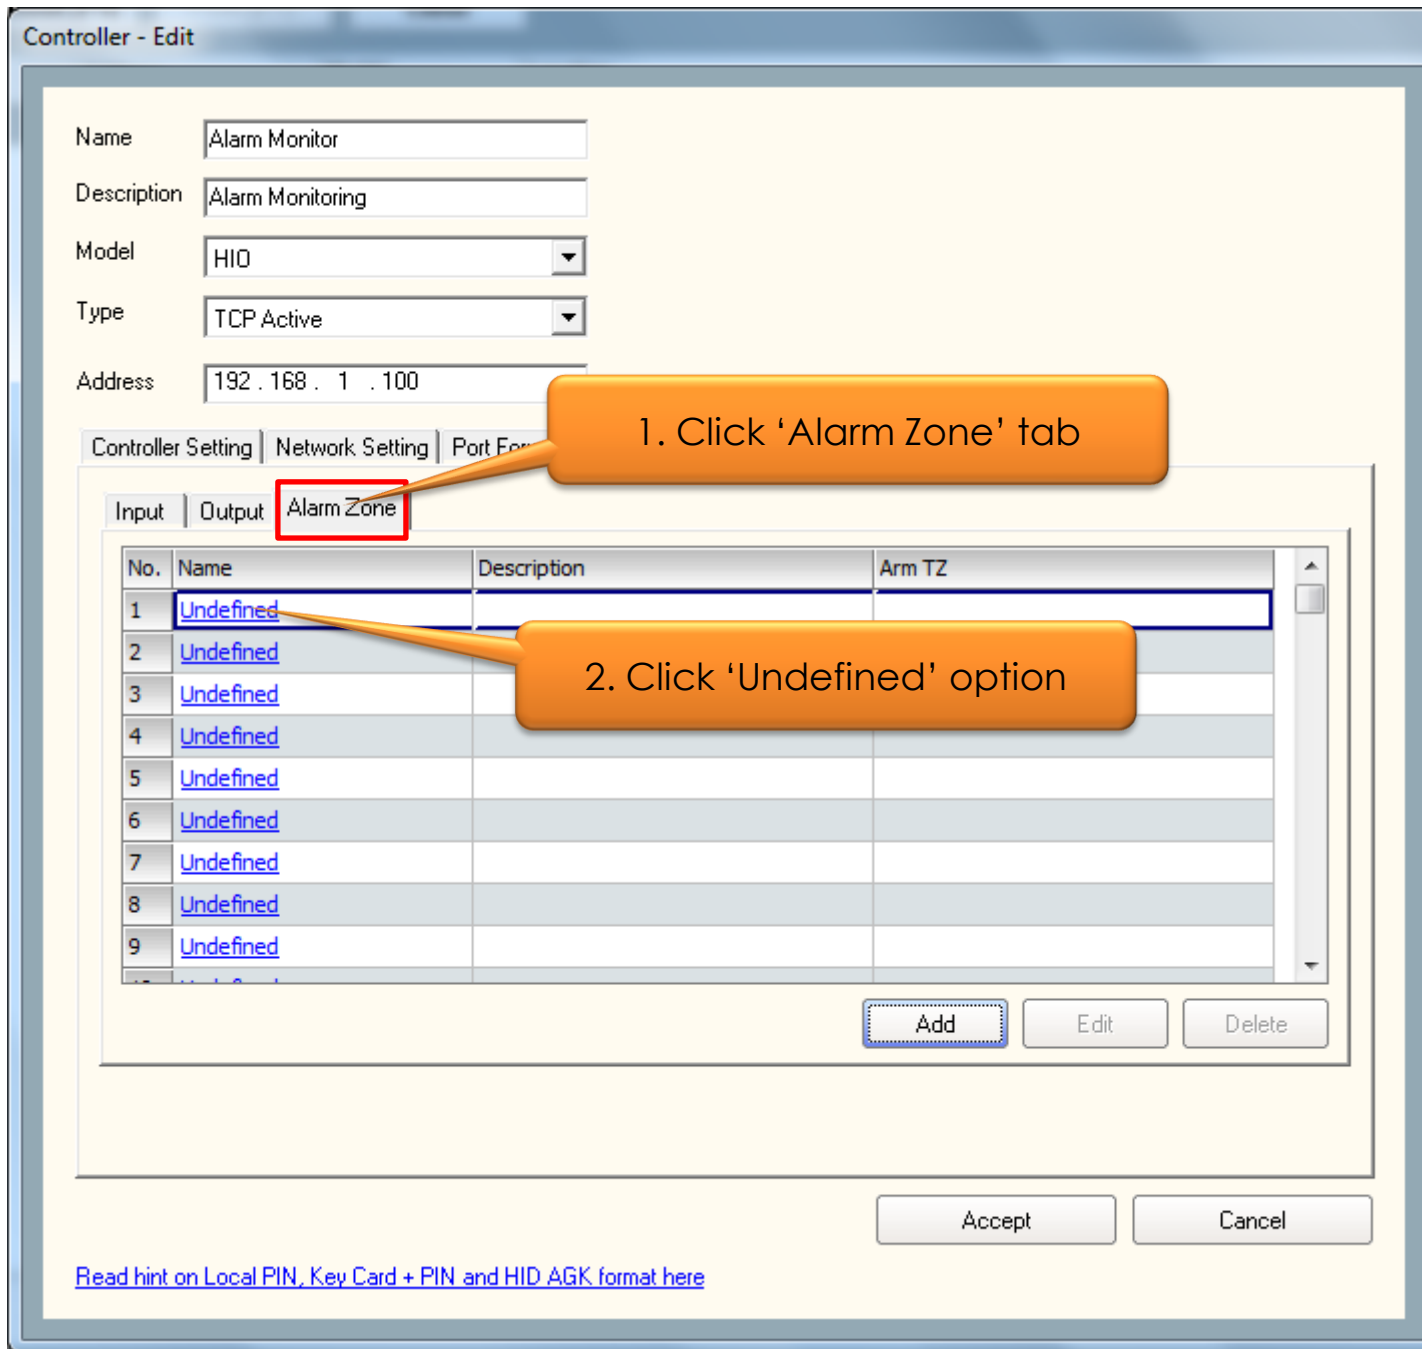 Controller - Edit
Name Alarm Monitor
Description Alarm Monitoring
Model HIO
Type TCP Active
Address 192 . 168 . 1 . 100
1. Click ‘Alarm Zone’ tab
Controller Setting Network Setting Port
Input Output Alarm Zone
No. Name Description Arm TZ
1 Undefined
2 Undefined
2. Click ‘Undefined’ option
3 Undefined
4 Undefined
5 Undefined
6 Undefined
7 Undefined
8 Undefined
9 Undefined
Add Edit Delete
Accept Cancel
Read hint on Local PIN, Key Card + PIN and HID AGK format here